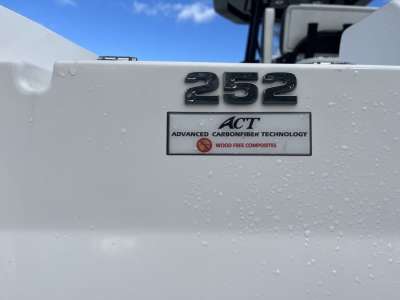 252
ACT
ADVANCED CARBONFIBER TECHNOLOGY
WOOD FREE COMPOSITES